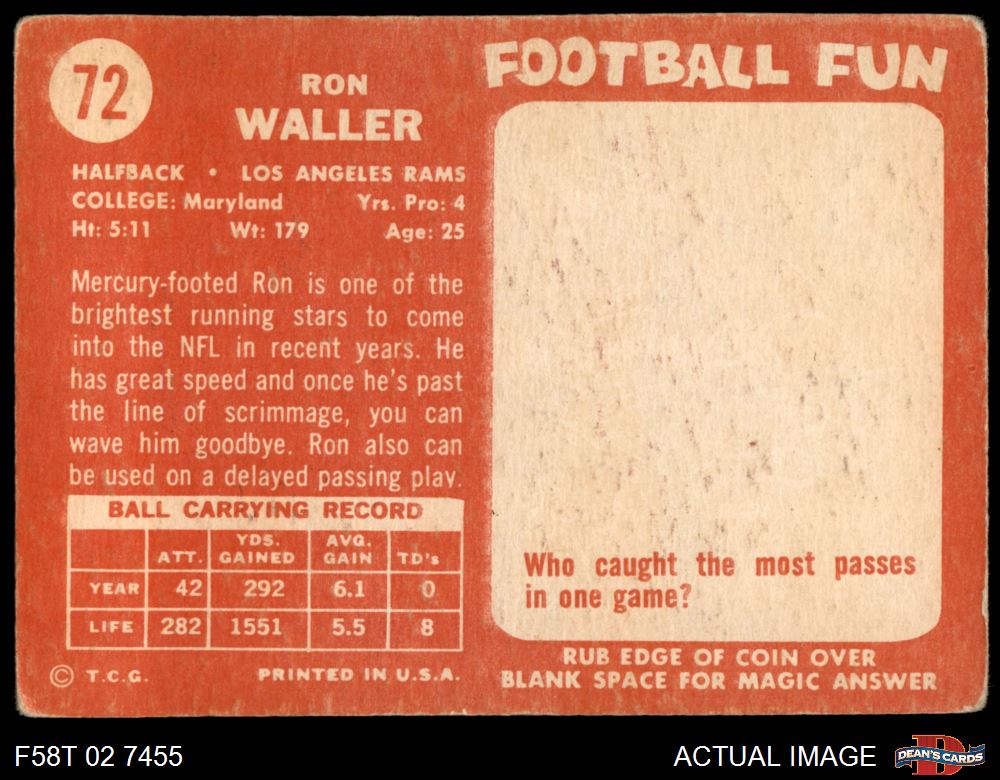 72
RON
WALLER
HALFBACK • LOS ANGELES RAMS
COLLEGE: Maryland Yrs. Pro: 4
Ht: 5:11 Wt: 179 Age: 25
Mercury-footed Ron is one of the
brightest running stars to come
into the NFL in recent years. He
has great speed and once he's past
the line of scrimmage, you can
wave him goodbye. Ron also can
be used on a delayed passing play.
BALL CARRYING RECORD
ATT. YDS. GAINED AVG. GAIN TD's
YEAR 42 292 6.1 0
LIFE 282 1551 5.5 8
© T.C.G. PRINTED IN U.S.A.
FOOTBALL FUN
Who caught the most passes
in one game?
RUB EDGE OF COIN OVER
BLANK SPACE FOR MAGIC ANSWER
F58T 02 7455 ACTUAL IMAGE DEAN'S CARDS